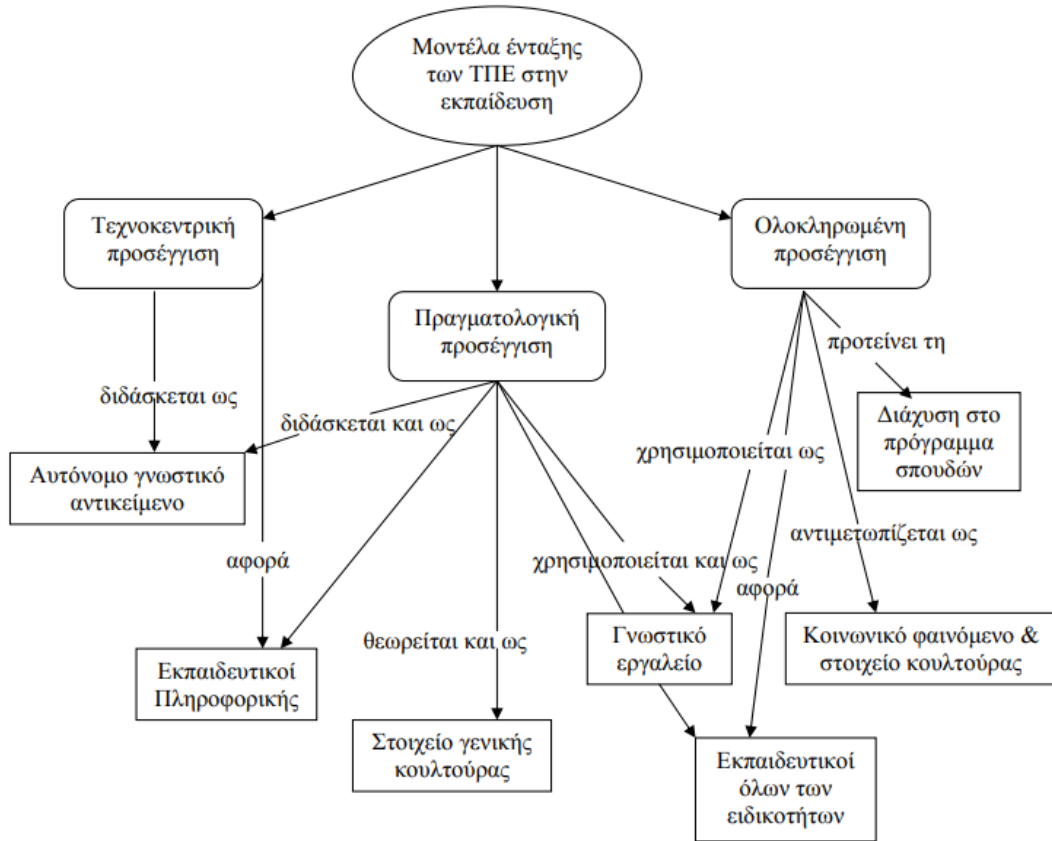 Μοντέλα ένταξης
των ΤΠΕ στην
εκπαίδευση
Τεχνοκεντρική
προσέγγιση
Ολοκληρωμένη
προσέγγιση
Πραγματολογική
προσέγγιση
προτείνει τη
διδάσκεται ως
διδάσκεται και ως
Διάχυση στο
πρόγραμμα
σπουδών
χρησιμοποιείται ως
Αυτόνομο γνωστικό
αντικείμενο
αντιμετωπίζεται ως
αφορά
χρησιμοποιείται και ως
αφορά
Γνωστικό
εργαλείο
Κοινωνικό φαινόμενο &
στοιχείο κουλτούρας
θεωρείται και ως
Εκπαιδευτικοί
Πληροφορικής
Στοιχείο γενικής
κουλτούρας
Εκπαιδευτικοί
όλων των
ειδικοτήτων